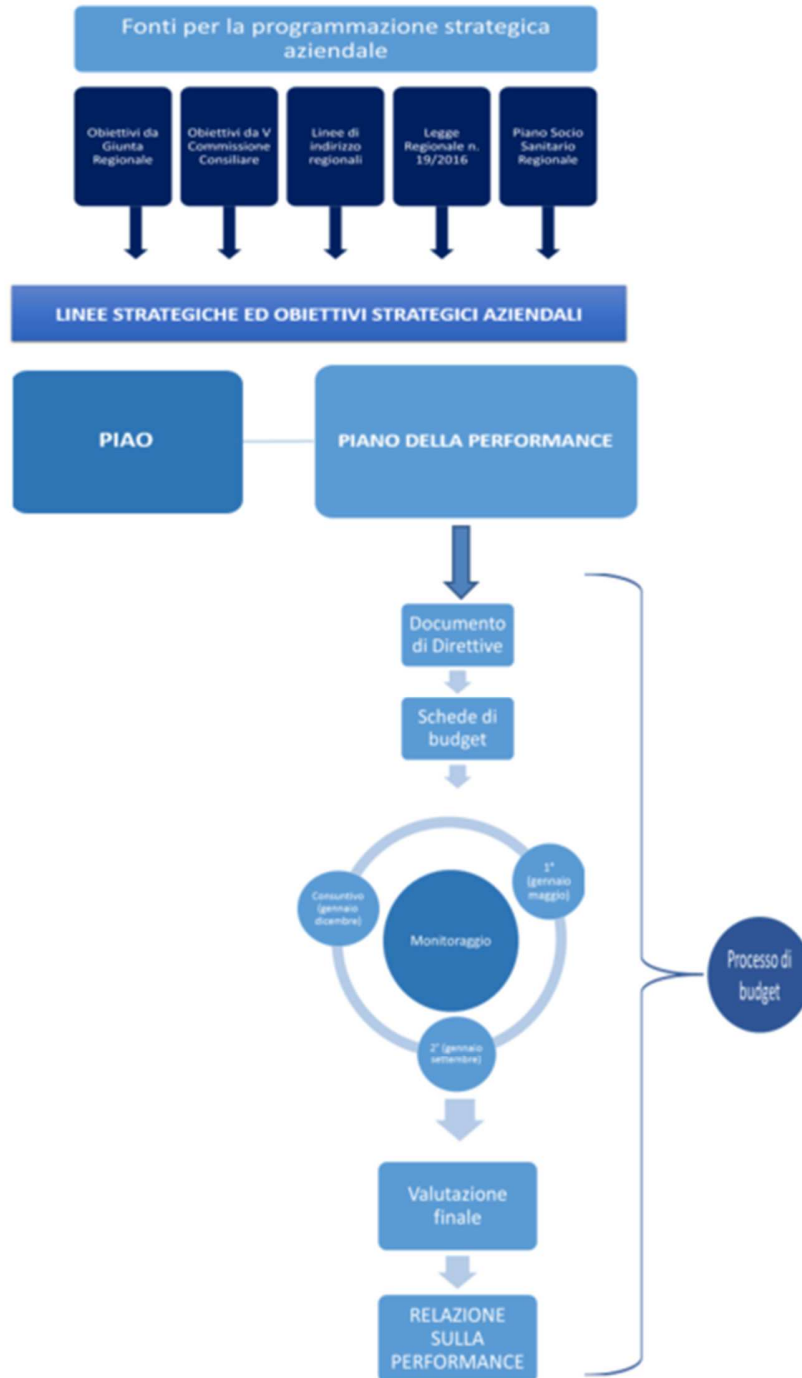 Fonti per la programmazione strategica
aziendale
Obiettivi da
Giunta
Regionale
Obiettivi da V
Commissione
Consiliare
Linee di
indirizzo
regionali
Legge
Regionale n.
19/2016
Piano Socio
Sanitario
Regionale
LINEE STRATEGICHE ED OBIETTIVI STRATEGICI AZIENDALI
PIAO
PIANO DELLA PERFORMANCE
Documento
di Direttive
Schede di
budget
1°
(gennaio
maggio)
Consuntivo
(gennaio
dicembre)
Monitoraggio
2° (gennaio
settembre)
Processo di
budget
Valutazione
finale
RELAZIONE
SULLA
PERFORMANCE